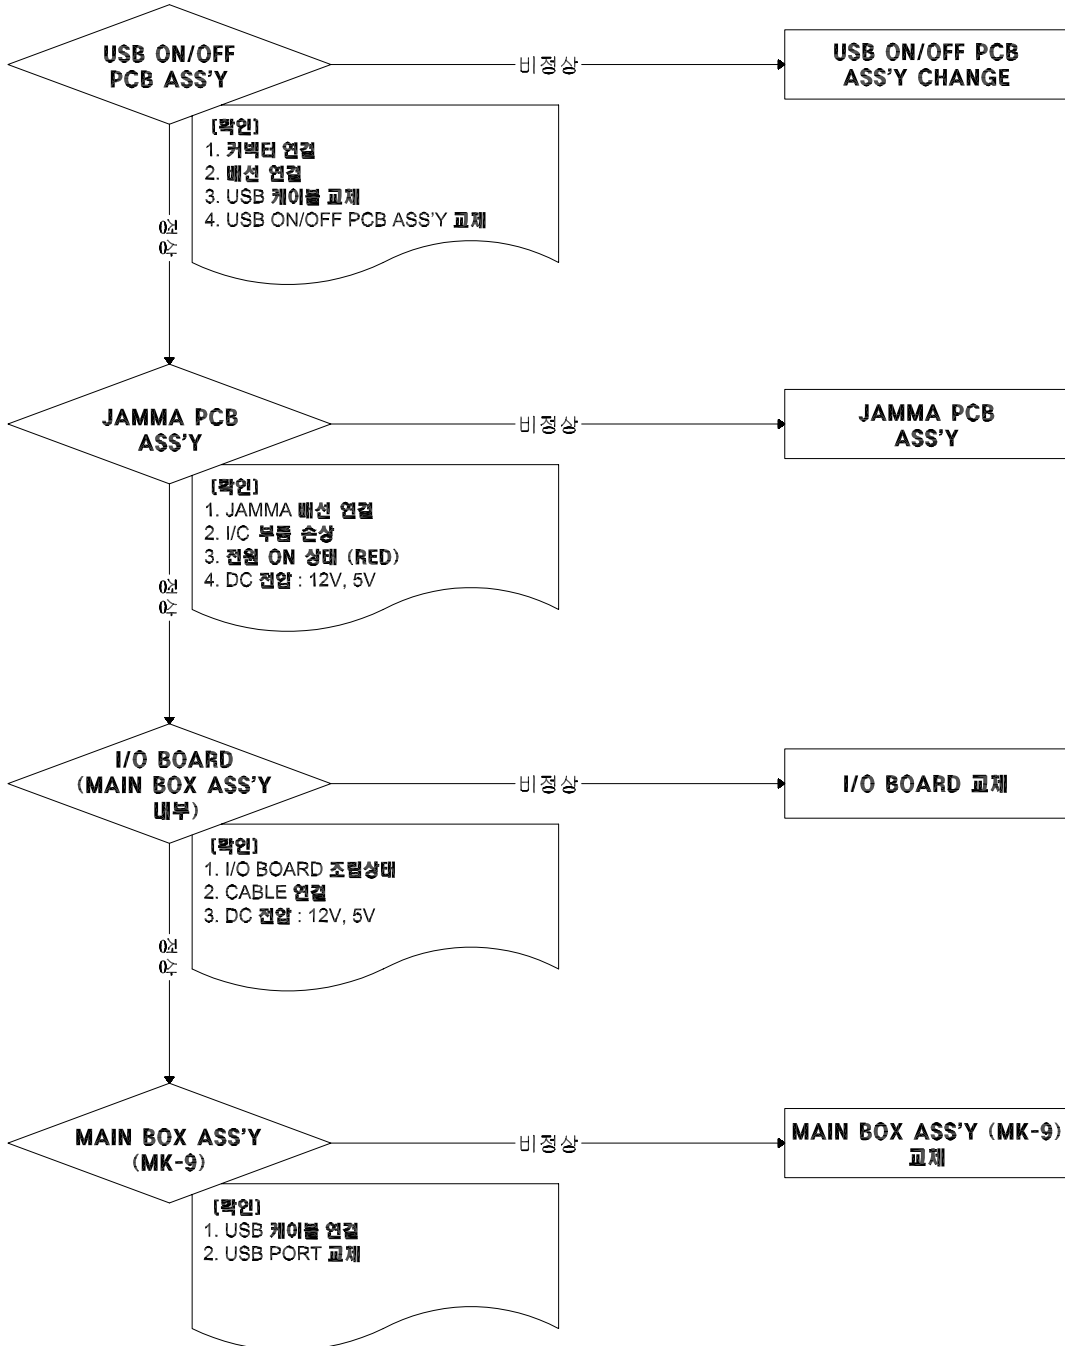 USB ON/OFF
PCB ASS'Y
비정상
USB ON/OFF PCB
ASS'Y CHANGE
[확인]
1. 커넥터 연결
2. 배선 연결
3. USB 케이블 교체
4. USB ON/OFF PCB ASS'Y 교체
정상
JAMMA PCB
ASS'Y
비정상
JAMMA PCB
ASS'Y
[확인]
1. JAMMA 배선 연결
2. I/C 부품 손상
3. 전원 ON 상태 (RED)
4. DC 전압 : 12V, 5V
정상
I/O BOARD
(MAIN BOX ASS'Y
내부)
비정상
I/O BOARD 교체
[확인]
1. I/O BOARD 조립상태
2. CABLE 연결
3. DC 전압 : 12V, 5V
정상
MAIN BOX ASS'Y
(MK-9)
비정상
MAIN BOX ASS'Y (MK-9)
교체
[확인]
1. USB 케이블 연결
2. USB PORT 교체